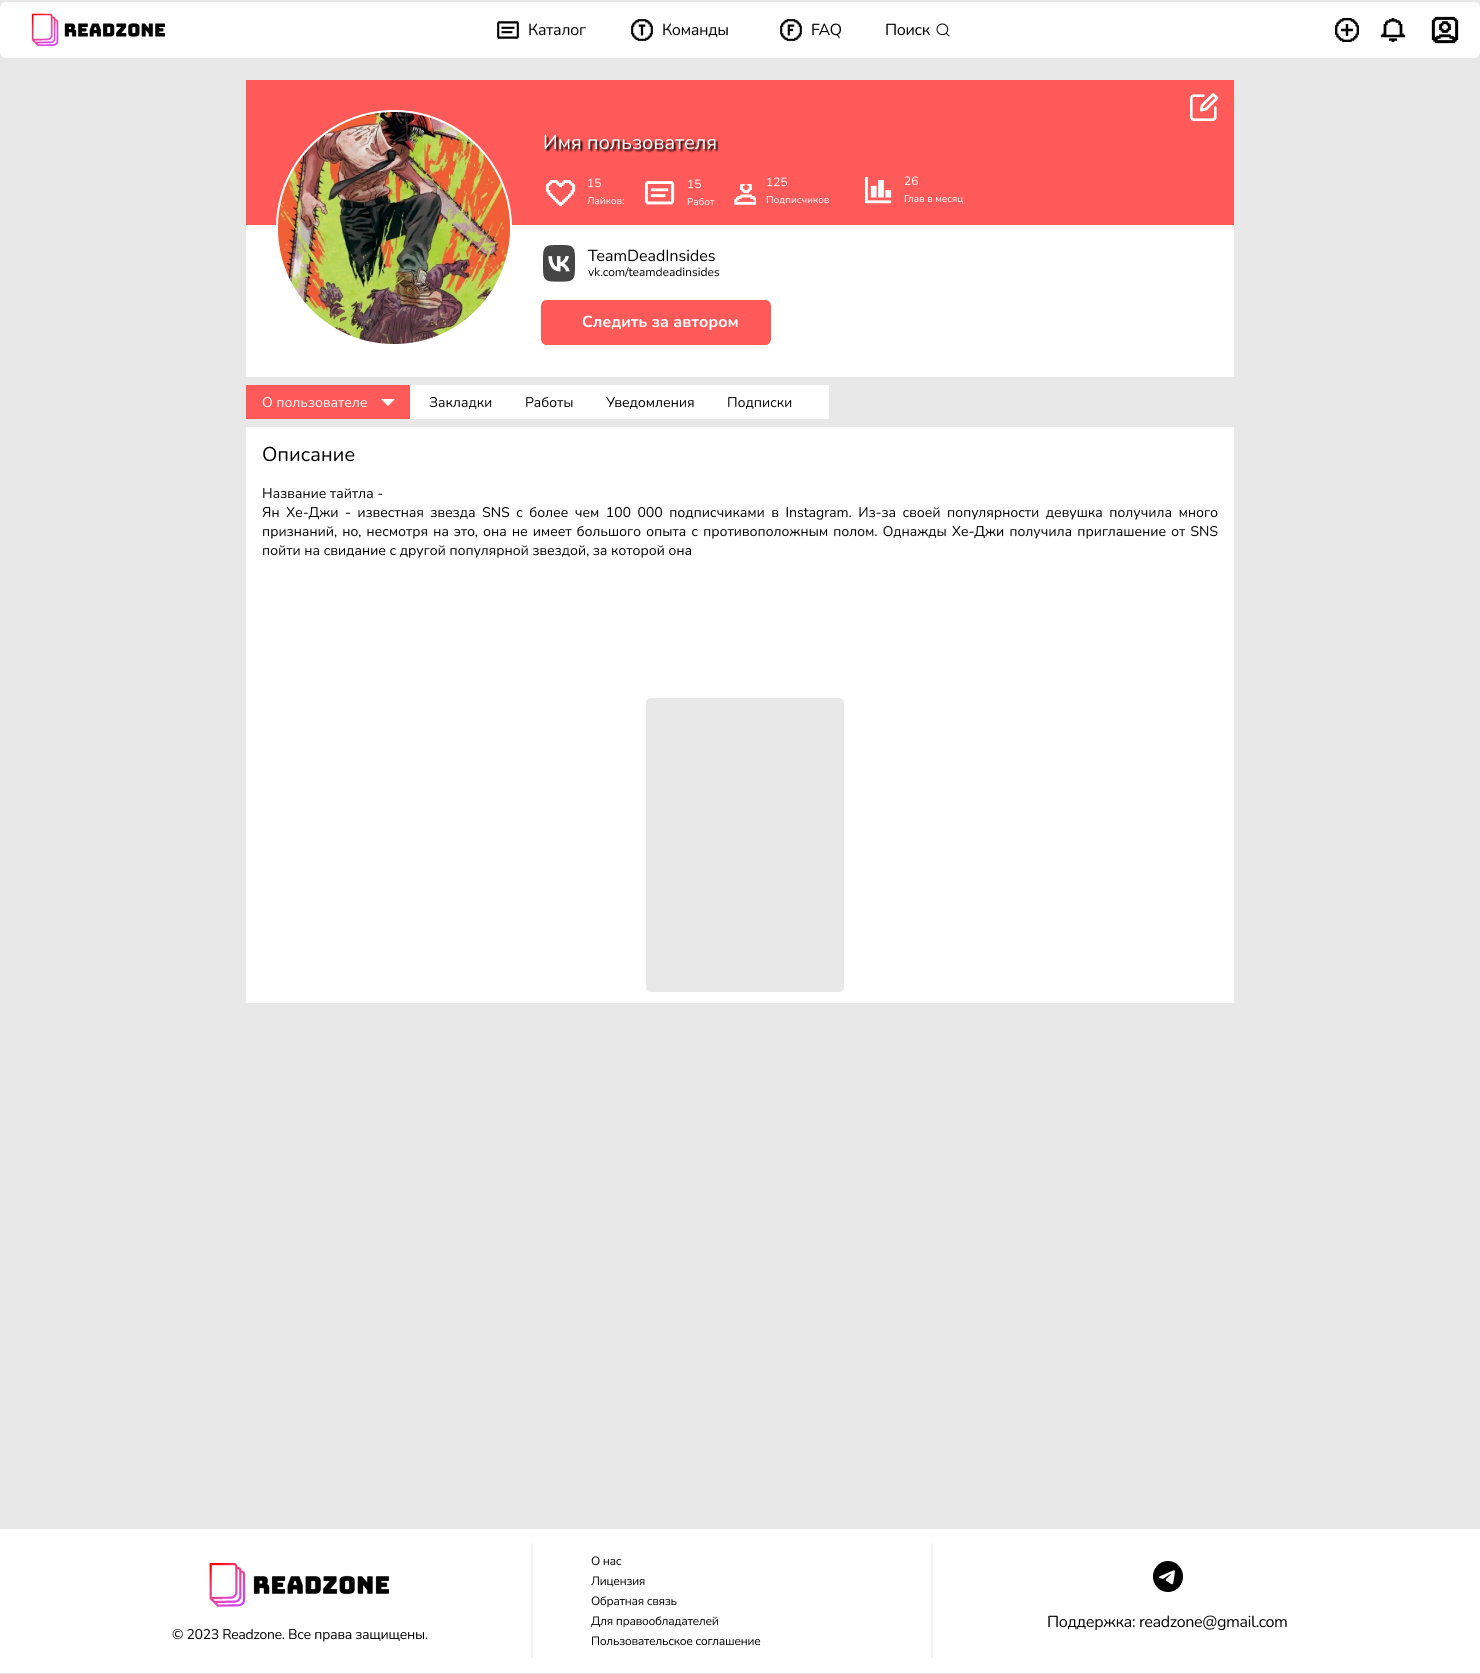 READZONE
Каталог
Команды
FAQ
Поиск
Имя пользователя
15
Лайков:
15
Работ
125
Подписчиков
26
Глав в месяц
TeamDeadInsides
vk.com/teamdeadinsides
Следить за автором
О пользователе
Закладки
Работы
Уведомления
Подписки
Описание
Название тайтла -
Ян Хе-Джи - известная звезда SNS с более чем 100 000 подписчиками в Instagram. Из-за своей популярности девушка получила много
признаний, но, несмотря на это, она не имеет большого опыта с противоположным полом. Однажды Хе-Джи получила приглашение от SNS
пойти на свидание с другой популярной звездой, за которой она
READZONE
© 2023 Readzone. Все права защищены.
О нас
Лицензия
Обратная связь
Для правообладателей
Пользовательское соглашение
Поддержка: readzone@gmail.com